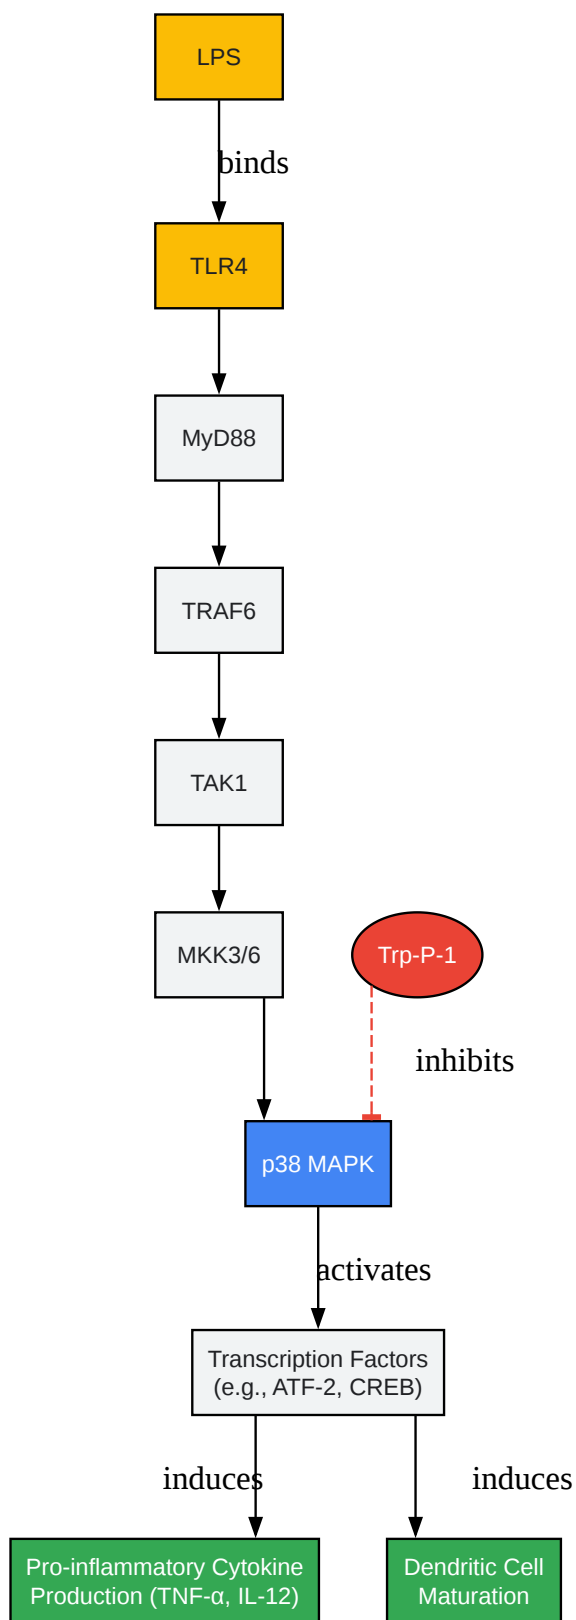 LPS
binds
TLR4
MyD88
TRAF6
TAK1
MKK3/6
Trp-P-1
inhibits
p38 MAPK
activates
Transcription Factors
(e.g., ATF-2, CREB)
induces
induces
Pro-inflammatory Cytokine
Production (TNF-α, IL-12)
Dendritic Cell
Maturation